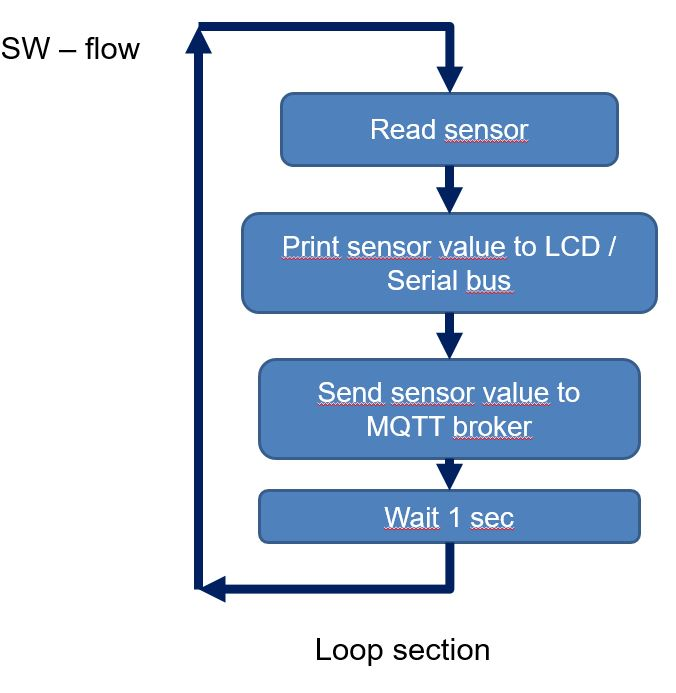 SW – flow
Read sensor
Print sensor value to LCD /
Serial bus
Send sensor value to
MQTT broker
Wait 1 sec
Loop section